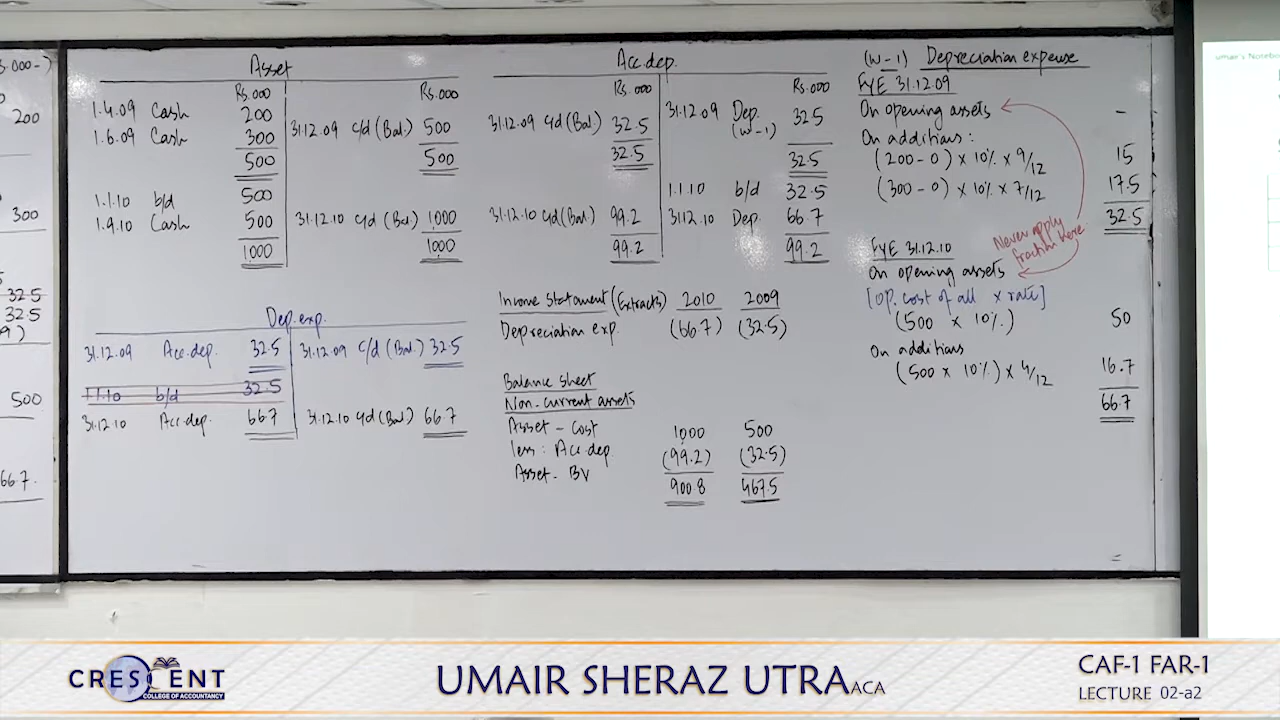 3000-)
200
300
32.5
32.5
9)
500
66.7.
Asset
Rs.000 Rs.000
1.4.09 Cash 200
1.6.09 Cash 300 31.12.09 c/d (Bal.) 500
500 500
1.1.10 b/d 500
1.9.10 Cash 500 31.12.10 c/d (Bal.) 1000
1000 1000
Dep. exp.
31.12.09 Acc.dep. 32.5 31.12.09 c/d (Bal.) 32.5
1.1.10 b/d 32.5
31.12.10 Acc.dep. 66.7 31.12.10 c/d (Bal) 66.7
Acc.dep.
Rs.000 Rs.000
31.12.09 c/d (Bal.) 32.5 31.12.09 Dep. (W-1) 32.5
32.5 32.5
1.1.10 b/d 32.5
31.12.10 c/d (Bal.) 99.2 31.12.10 Dep. 66.7
99.2 99.2
Income Statement (Extracts) 2010 2009
Depreciation exp. (66.7) (32.5)
Balance sheet
Non-current assets
Asset - Cost 1000 500
less: Acc.dep (99.2) (32.5)
Asset - BV 900.8 467.5
(W-1) Depreciation expense
FYE 31.12.09
On opening assets -
On additions:
(200-0) x 10% x 9/12 15
(300-0) x 10% x 7/12 17.5
32.5
Never apply
fraction here
FYE 31.12.10
On opening assets
[Op. cost of all x rate]
(500 x 10%) 50
On additions
(500 x 10%) x 4/12 16.7
66.7
umair's Notebo
CRESCENT
COLLEGE OF ACCOUNTANCY
UMAIR SHERAZ UTRA ACA
CAF-1 FAR-1
LECTURE 02-a2